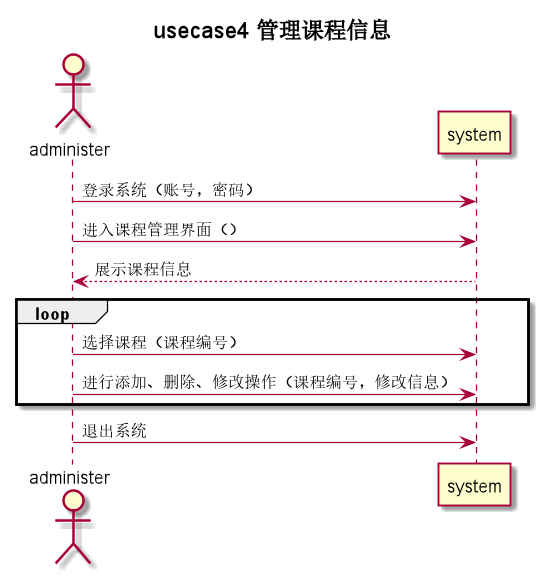 usecase4 管理课程信息
administer
system
登录系统（账号，密码）
进入课程管理界面（）
展示课程信息
loop
选择课程（课程编号）
进行添加、删除、修改操作（课程编号，修改信息）
退出系统
administer
system